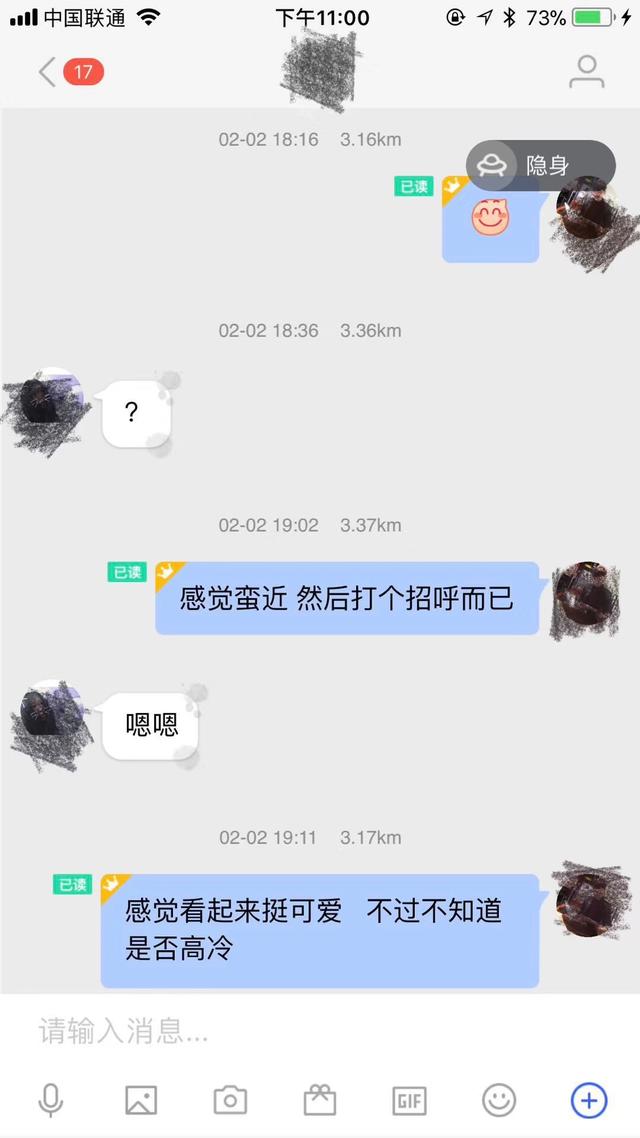 中国联通 下午11:00 73%
17
02-02 18:16 3.16km
隐身
已读
02-02 18:36 3.36km
?
02-02 19:02 3.37km
已读
感觉蛮近 然后打个招呼而已
嗯嗯
02-02 19:11 3.17km
已读
感觉看起来挺可爱 不过不知道
是否高冷
请输入消息...
GIF